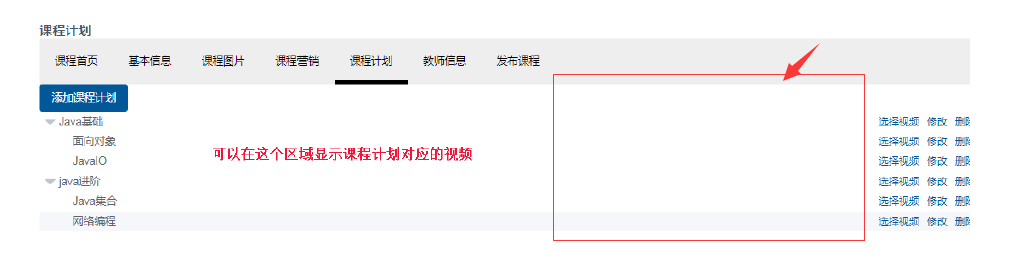 课程计划
课程首页 基本信息 课程图片 课程营销 课程计划 教师信息 发布课程
添加课程计划
Java基础 选择视频 修改 删除
面向对象 选择视频 修改 删除
JavaIO 选择视频 修改 删除
可以在这个区域显示课程计划对应的视频
java进阶 选择视频 修改 删除
Java集合 选择视频 修改 删除
网络编程 选择视频 修改 删除